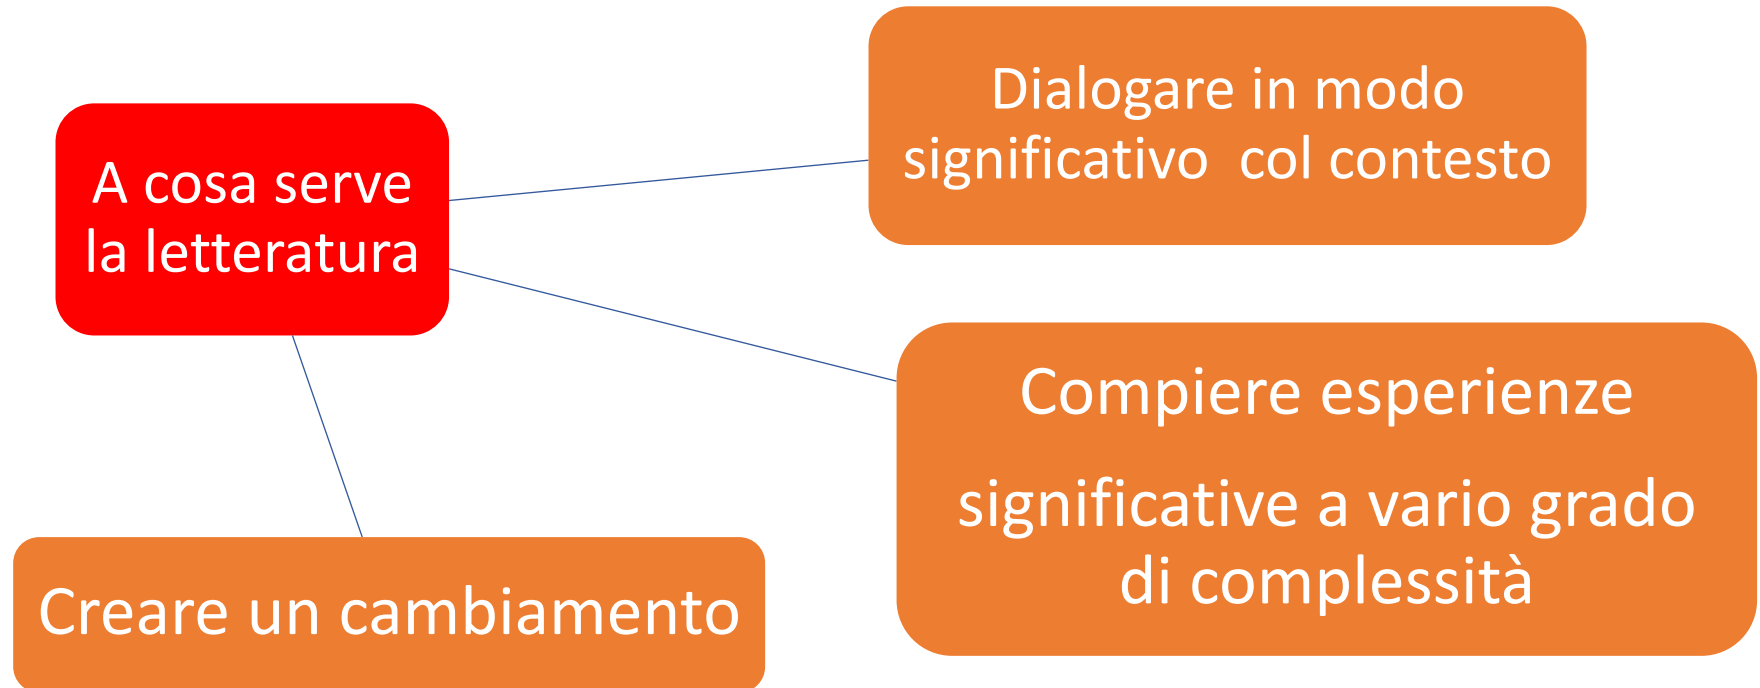 A cosa serve
la letteratura
Dialogare in modo
significativo  col contesto
Compiere esperienze
significative a vario grado
di complessità
Creare un cambiamento